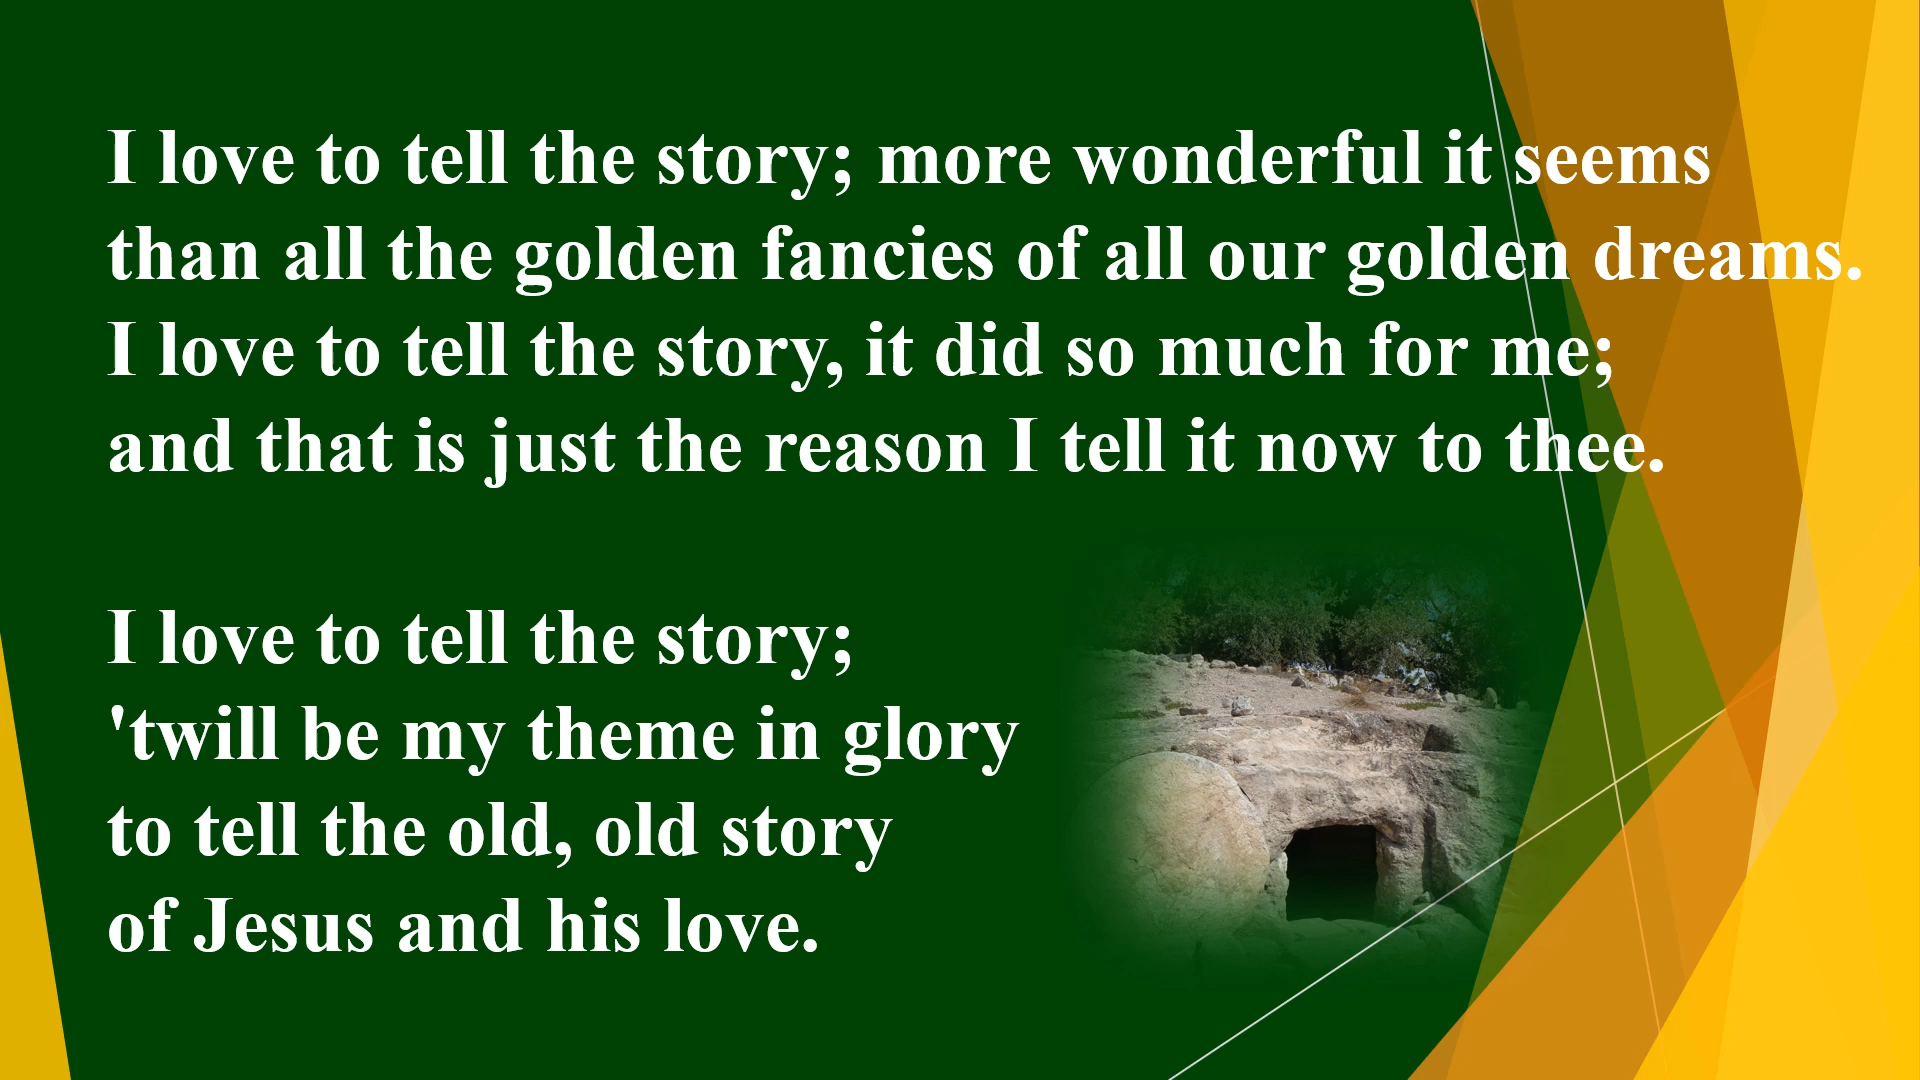 I love to tell the story; more wonderful it seems
than all the golden fancies of all our golden dreams.
I love to tell the story, it did so much for me;
and that is just the reason I tell it now to thee.
I love to tell the story;
'twill be my theme in glory
to tell the old, old story
of Jesus and his love.